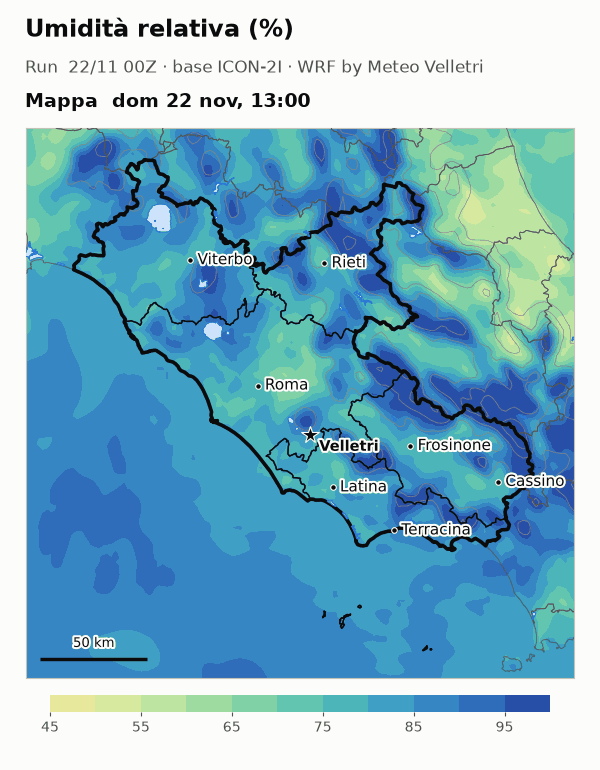 Umidità relativa (%)
Run  22/11 00Z · base ICON-2I · WRF by Meteo Velletri
Mappa  dom 22 nov, 13:00
Viterbo
Rieti
Roma
Velletri
Frosinone
Cassino
Latina
Terracina
50 km
45 55 65 75 85 95